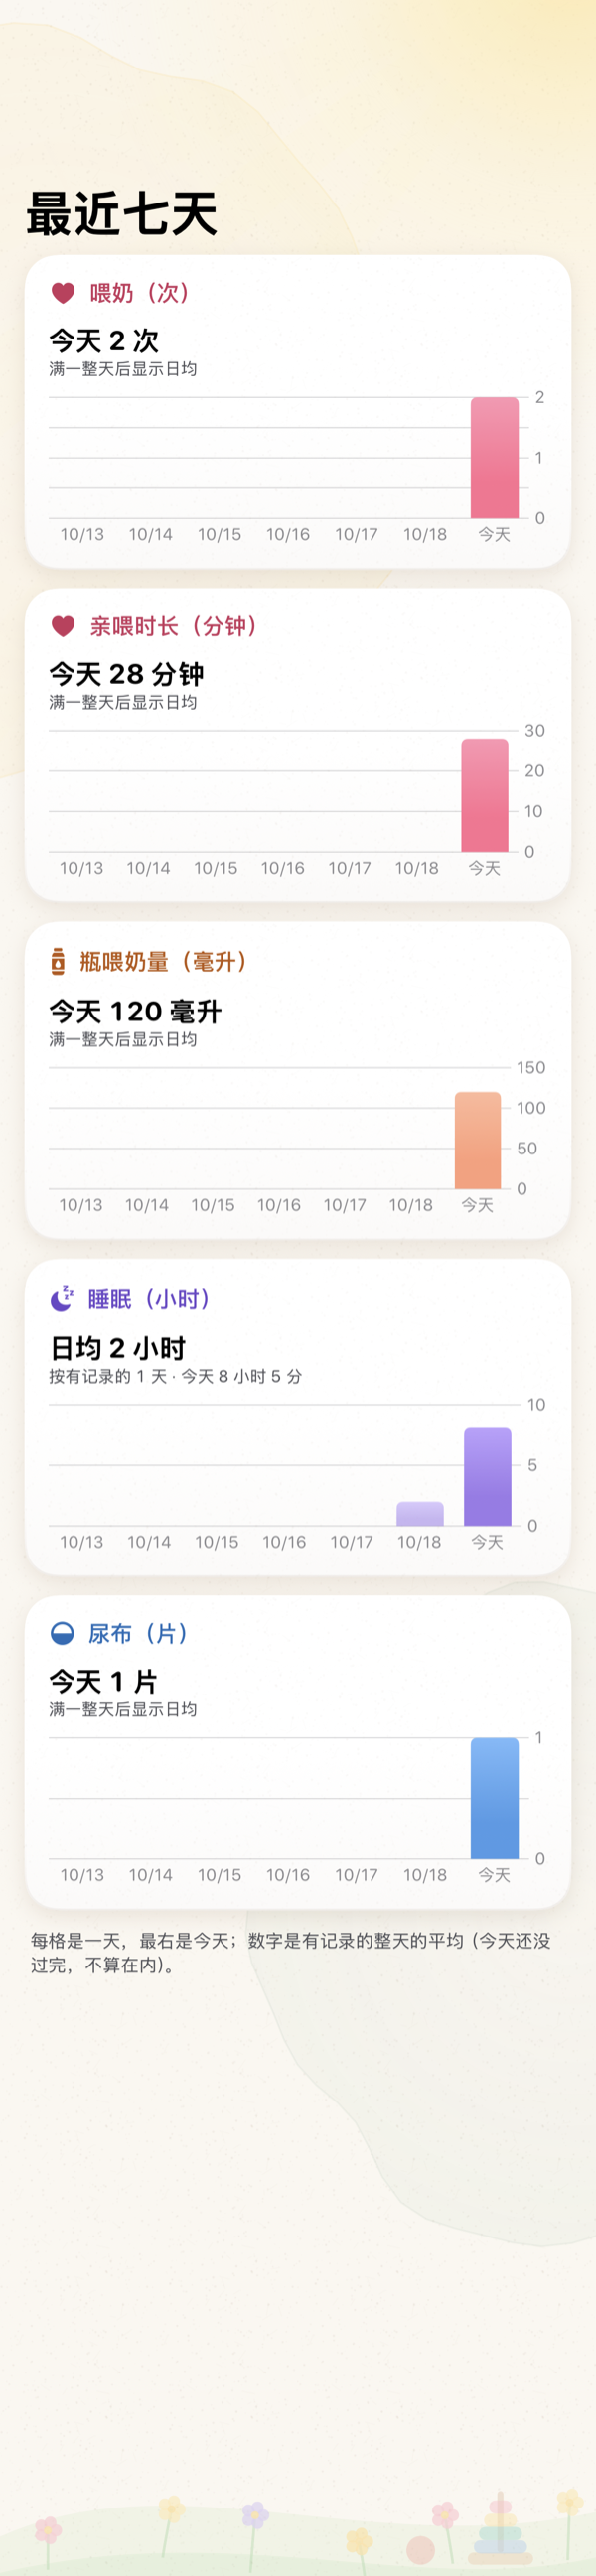 最近七天
喂奶（次）
今天 2 次
满一整天后显示日均
2
1
0
10/13 10/14 10/15 10/16 10/17 10/18 今天
亲喂时长（分钟）
今天 28 分钟
满一整天后显示日均
30
20
10
0
10/13 10/14 10/15 10/16 10/17 10/18 今天
瓶喂奶量（毫升）
今天 120 毫升
满一整天后显示日均
150
100
50
0
10/13 10/14 10/15 10/16 10/17 10/18 今天
睡眠（小时）
日均 2 小时
按有记录的 1 天 · 今天 8 小时 5 分
10
5
0
10/13 10/14 10/15 10/16 10/17 10/18 今天
尿布（片）
今天 1 片
满一整天后显示日均
1
0
10/13 10/14 10/15 10/16 10/17 10/18 今天
每格是一天，最右是今天；数字是有记录的整天的平均（今天还没
过完，不算在内）。